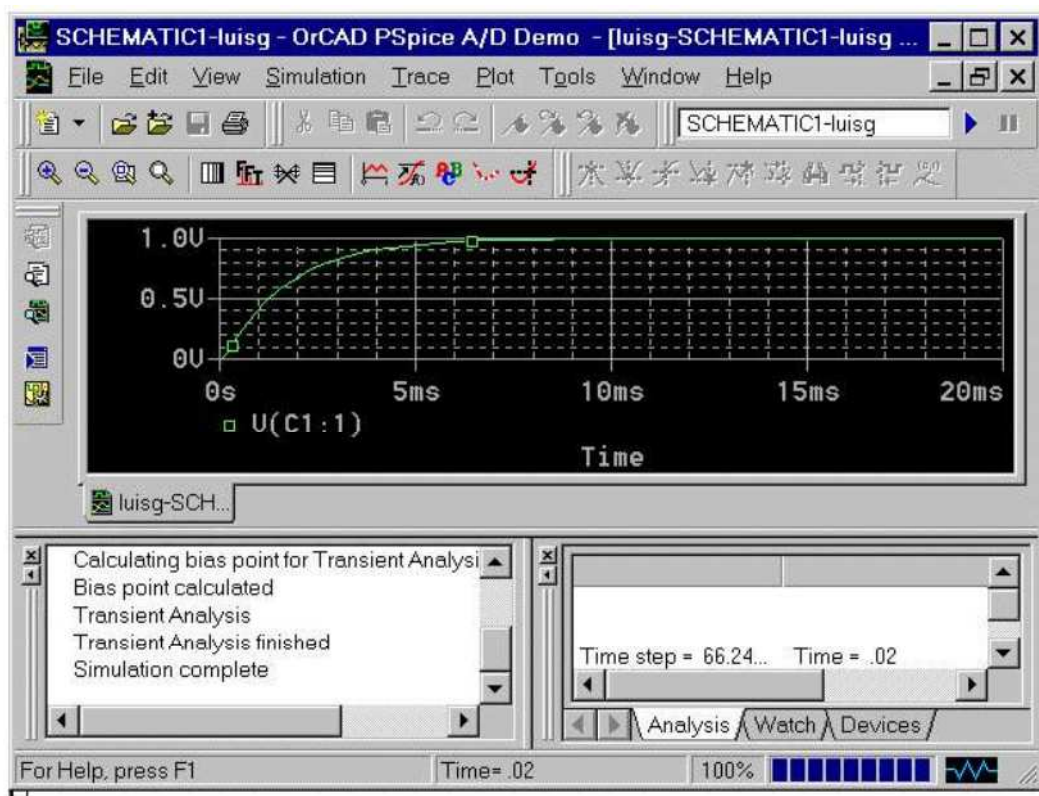 SCHEMATIC1-luisg - OrCAD PSpice A/D Demo - [luisg-SCHEMATIC1-luisg ...
File Edit View Simulation Trace Plot Tools Window Help
SCHEMATIC1-luisg
FFT
1.0V
0.5V
0V
0s 5ms 10ms 15ms 20ms
V(C1:1)
Time
luisg-SCH...
Calculating bias point for Transient Analysi
Bias point calculated
Transient Analysis
Transient Analysis finished
Simulation complete
Time step = 66.24... Time = .02
Analysis Watch Devices
For Help, press F1 Time= .02 100%